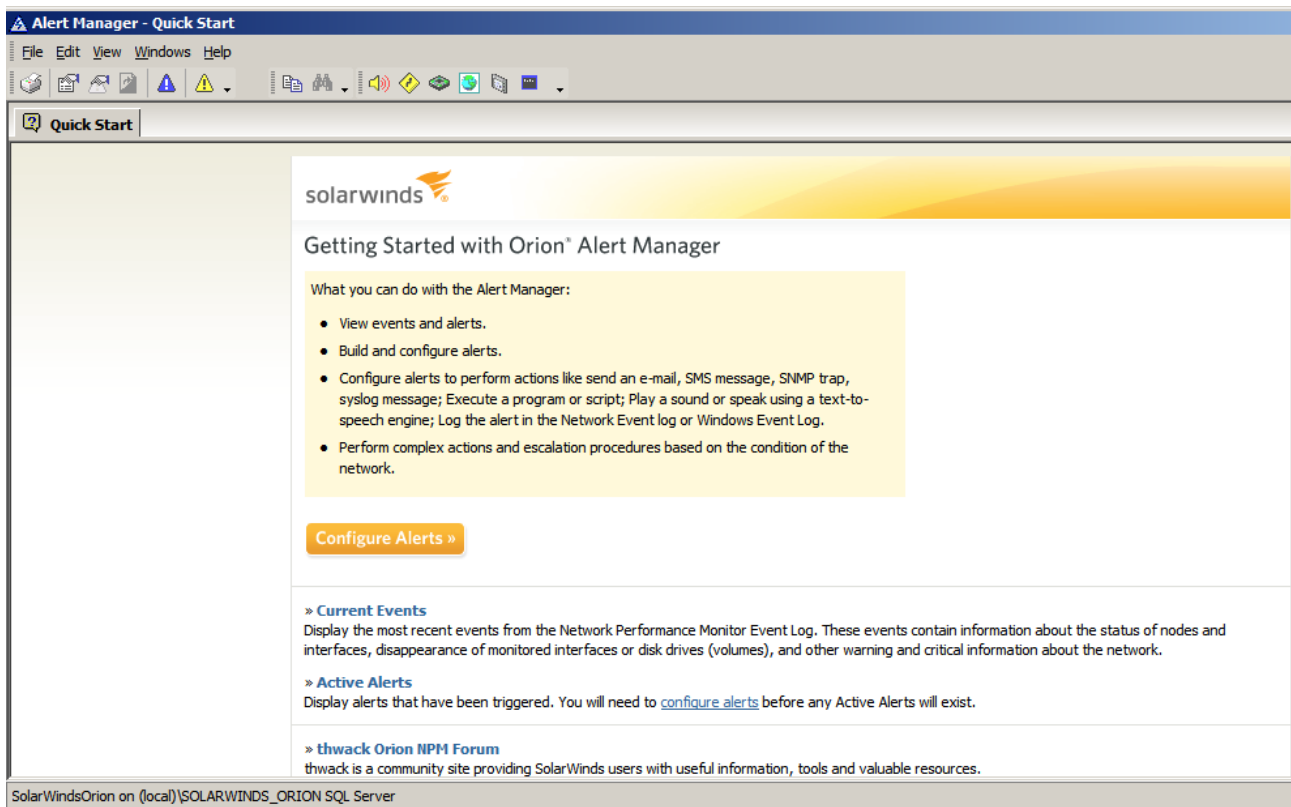 Alert Manager - Quick Start
File Edit View Windows Help
Quick Start
solarwinds
Getting Started with Orion® Alert Manager
What you can do with the Alert Manager:
● View events and alerts.
● Build and configure alerts.
● Configure alerts to perform actions like send an e-mail, SMS message, SNMP trap,
syslog message; Execute a program or script; Play a sound or speak using a text-to-
speech engine; Log the alert in the Network Event log or Windows Event Log.
● Perform complex actions and escalation procedures based on the condition of the
network.
Configure Alerts »
» Current Events
Display the most recent events from the Network Performance Monitor Event Log. These events contain information about the status of nodes and
interfaces, disappearance of monitored interfaces or disk drives (volumes), and other warning and critical information about the network.
» Active Alerts
Display alerts that have been triggered. You will need to configure alerts before any Active Alerts will exist.
» thwack Orion NPM Forum
thwack is a community site providing SolarWinds users with useful information, tools and valuable resources.
SolarWindsOrion on (local)\SOLARWINDS_ORION SQL Server